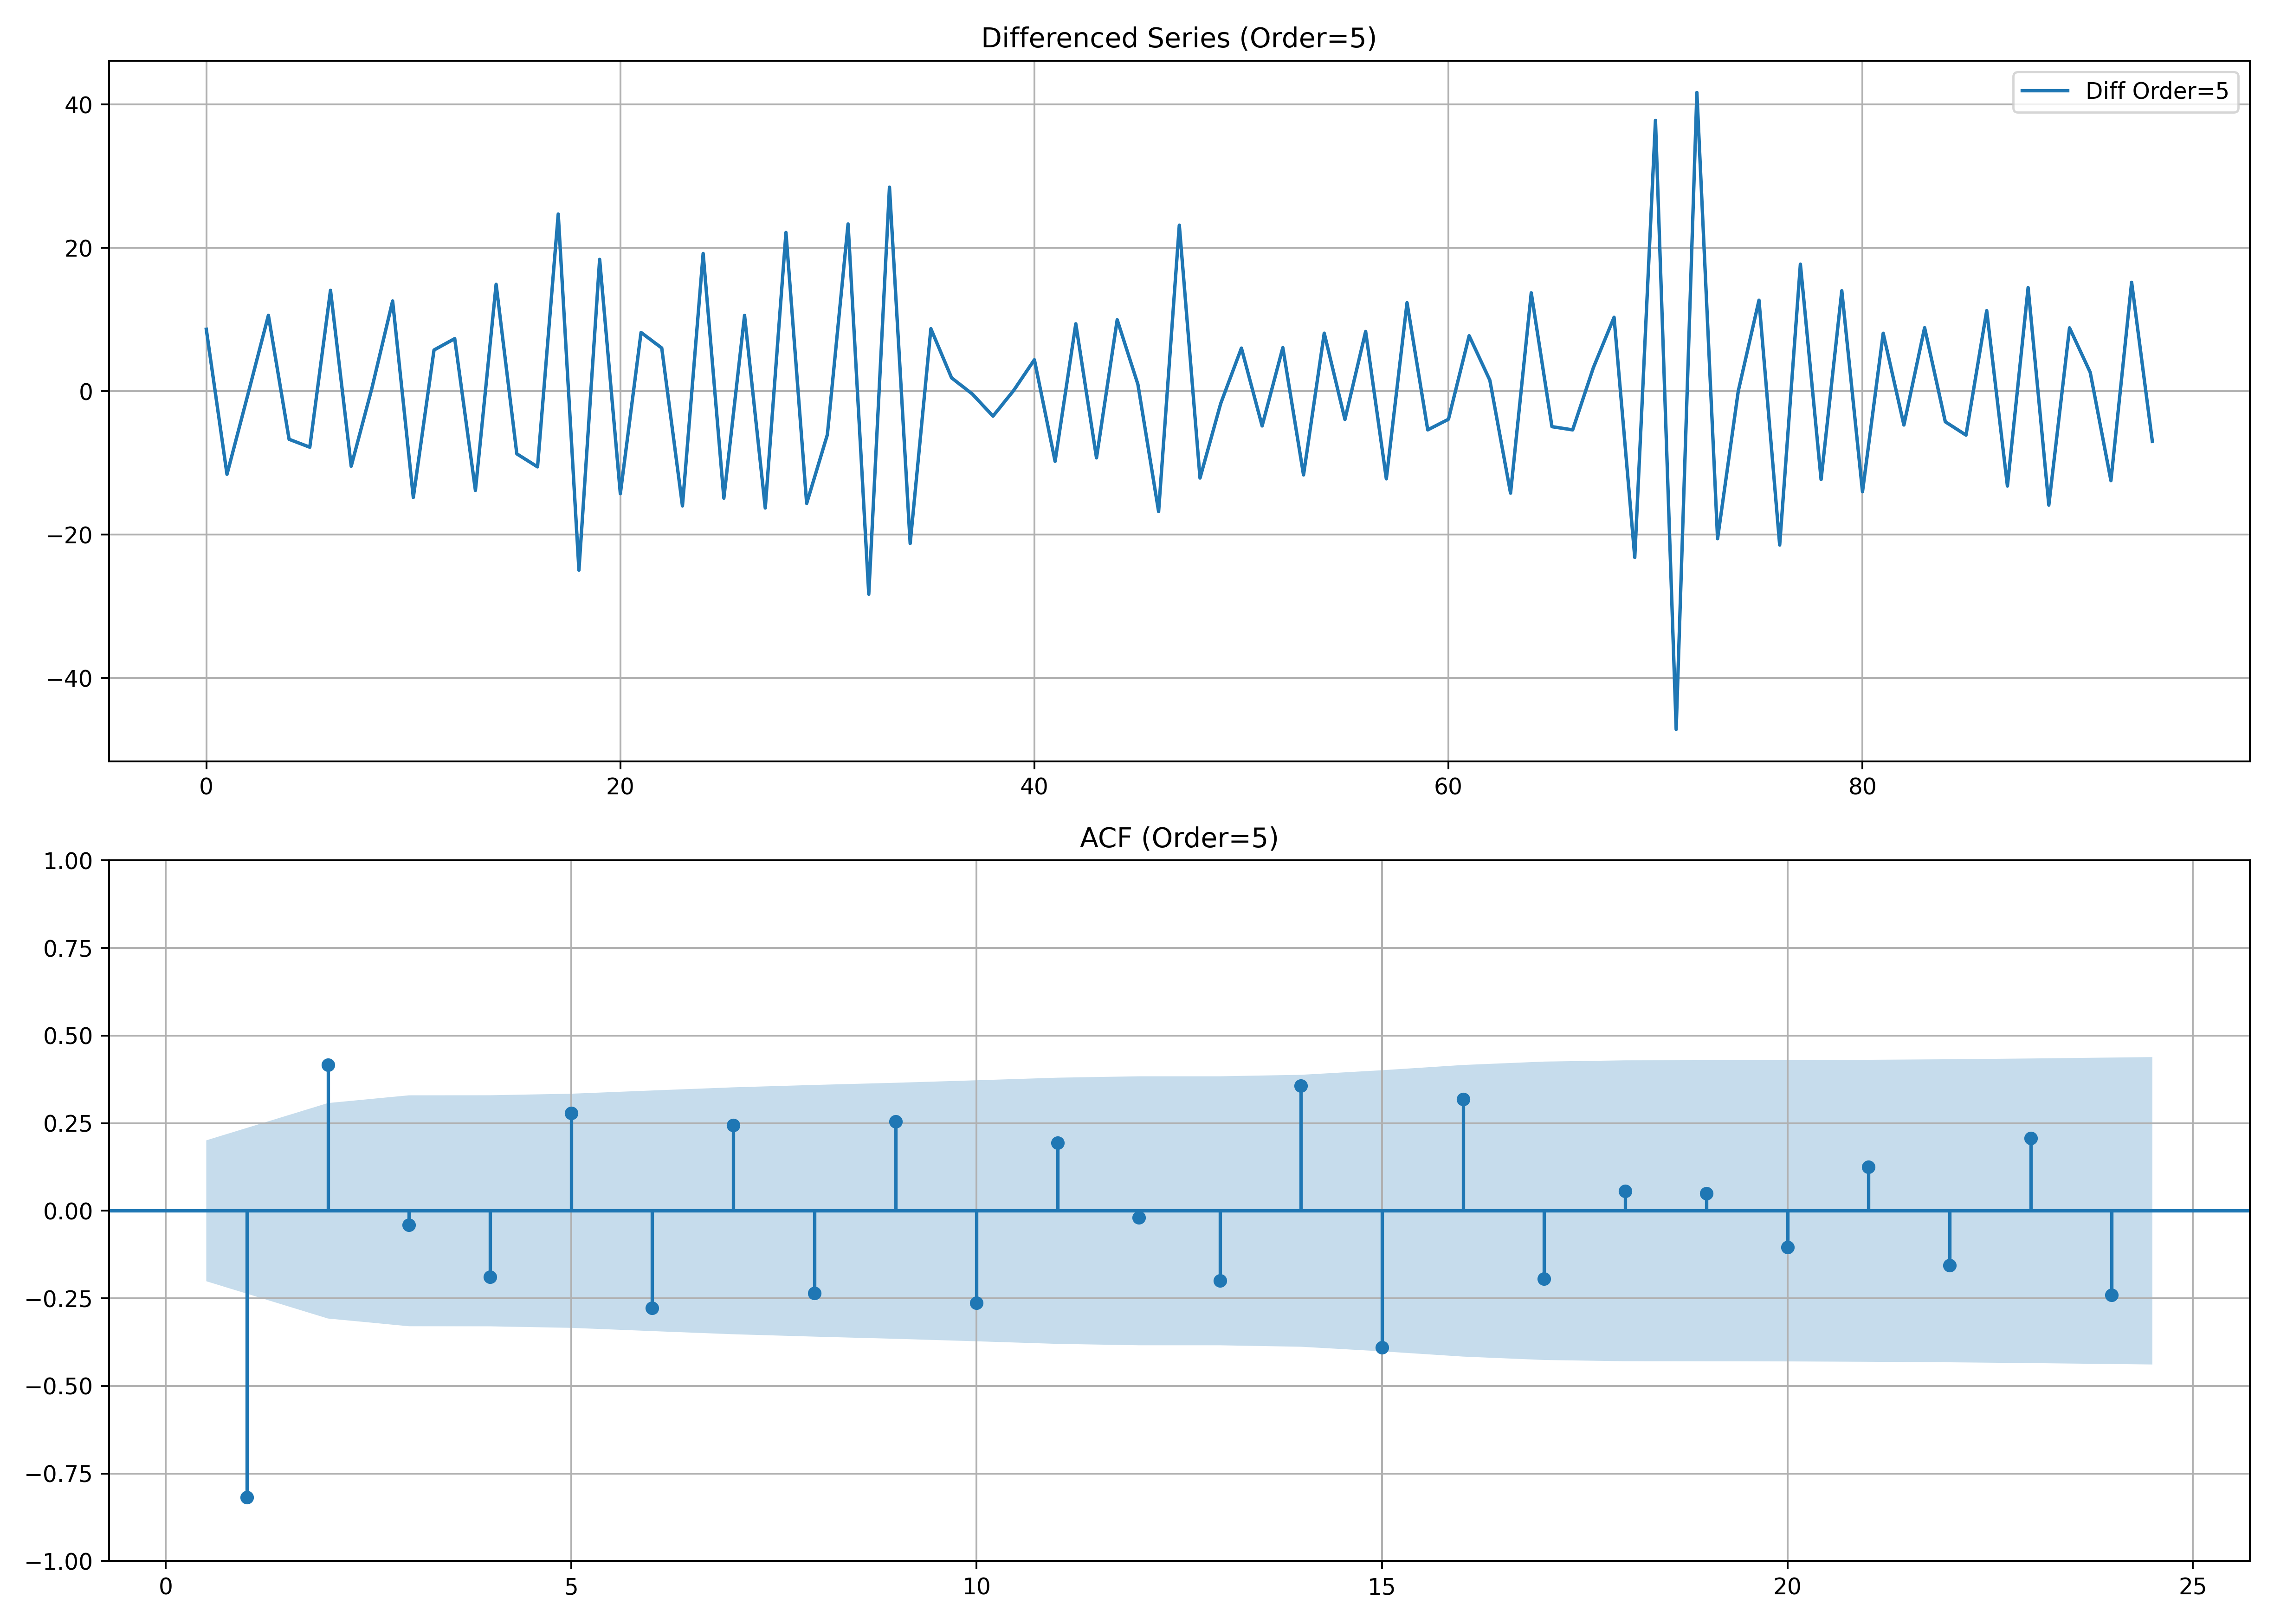 Differenced Series (Order=5)
Diff Order=5
40
20
0
−20
−40
0 20 40 60 80
ACF (Order=5)
1.00
0.75
0.50
0.25
0.00
−0.25
−0.50
−0.75
−1.00
0 5 10 15 20 25